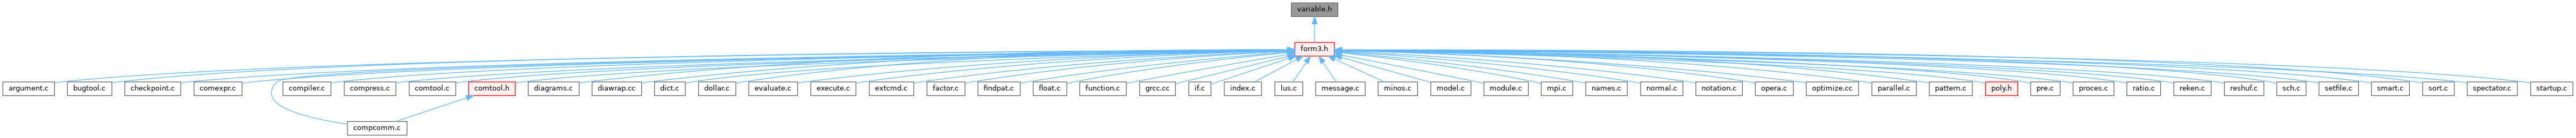 variable.h
form3.h
argument.c
bugtool.c
checkpoint.c
comexpr.c
compiler.c
compress.c
comtool.c
comtool.h
diagrams.c
diawrap.cc
dict.c
dollar.c
evaluate.c
execute.c
extcmd.c
factor.c
findpat.c
float.c
function.c
grcc.cc
if.c
index.c
lus.c
message.c
minos.c
model.c
module.c
mpi.c
names.c
normal.c
notation.c
opera.c
optimize.cc
parallel.c
pattern.c
poly.h
pre.c
proces.c
ratio.c
reken.c
reshuf.c
sch.c
setfile.c
smart.c
sort.c
spectator.c
startup.c
compcomm.c